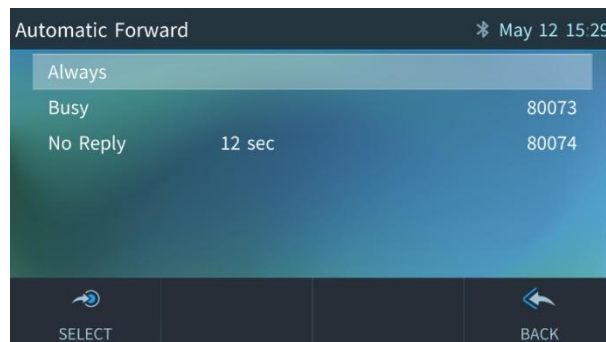 Automatic Forward May 12 15:29
Always
Busy 80073
No Reply 12 sec 80074
SELECT BACK